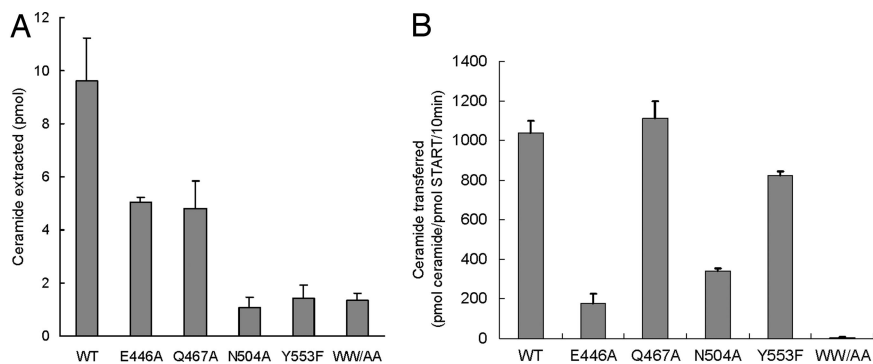 A
Ceramide extracted (pmol)
12
10
8
6
4
2
0
WT E446A Q467A N504A Y553F WW/AA
B
Ceramide transferred
(pmol ceramide/pmol START/10min)
1400
1200
1000
800
600
400
200
0
WT E446A Q467A N504A Y553F WW/AA